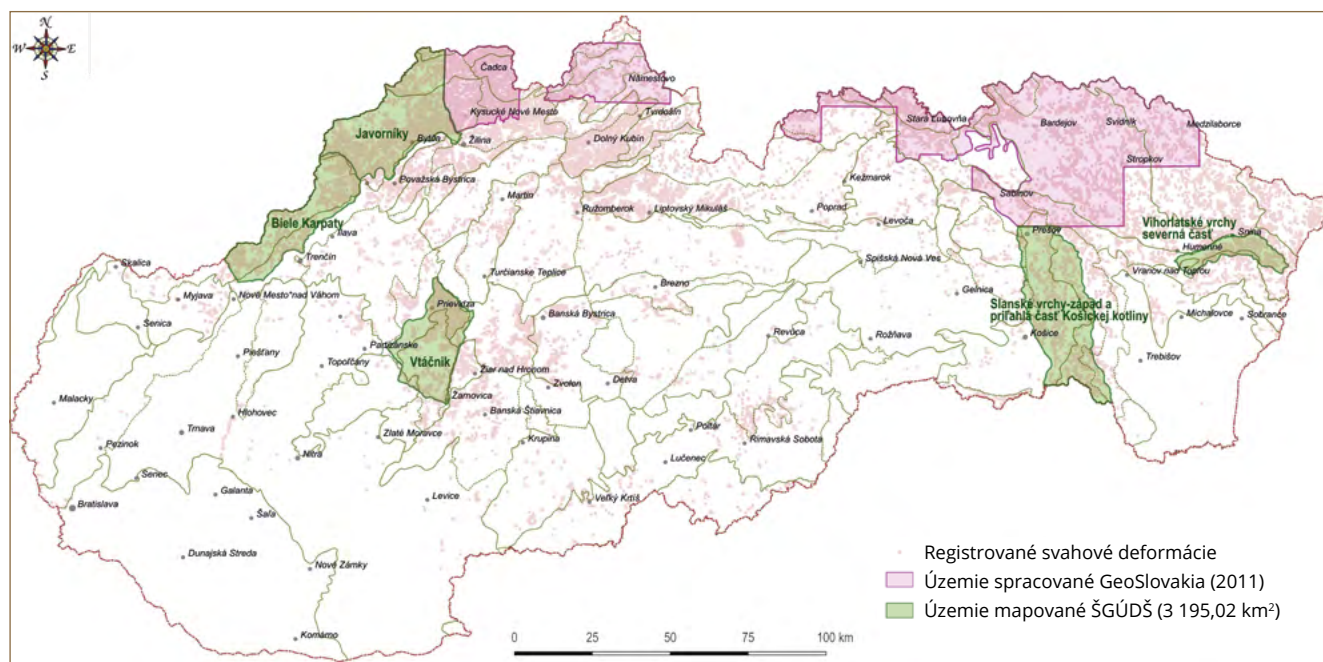 N
W E
S
Čadca
Námestovo
Kysucké Nové Mesto
Tvrdošín
Javorníky
Bytča
Žilina
Dolný Kubín
Stará Ľubovňa
Bardejov
Svidník
Medzilaborce
Stropkov
Považská Bystrica
Kežmarok
Sabinov
Martin
Ružomberok
Liptovský Mikuláš
Poprad
Levoča
Biele Karpaty
Ilava
Prešov
Vihorlatské vrchy
severná časť
Snina
Humenné
Trenčín
Skalica
Turčianske Teplice
Spišská Nová Ves
Vranov nad Topľou
Myjava
Nové Mesto nad Váhom
Prievidza
Brezno
Gelnica
Slanské vrchy-západ a
priľahlá časť Košickej kotliny
Senica
Banská Bystrica
Michalovce
Sobrance
Partizánske
Revúca
Rožňava
Košice
Piešťany
Topoľčany
Vtáčnik
Žiar nad Hronom
Zvolen
Detva
Trebišov
Malacky
Žarnovica
Hlohovec
Banská Štiavnica
Trnava
Zlaté Moravce
Krupina
Poltár
Rimavská Sobota
Pezinok
Nitra
Lučenec
Senec
Galanta
Levice
Veľký Krtíš
Bratislava
Šaľa
Dunajská Streda
Nové Zámky
Komárno
Registrované svahové deformácie
Územie spracované GeoSlovakia (2011)
Územie mapované ŠGÚDŠ (3 195,02 km²)
0 25 50 75 100 km